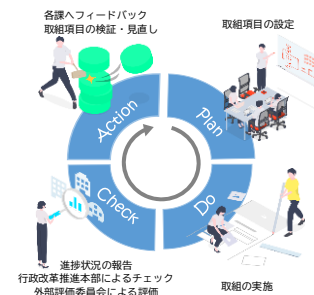 各課へフィードバック
取組項目の検証・見直し
取組項目の設定
Action
Plan
Check
Do
進捗状況の報告
行政改革推進本部によるチェック
外部評価委員会による評価
取組の実施